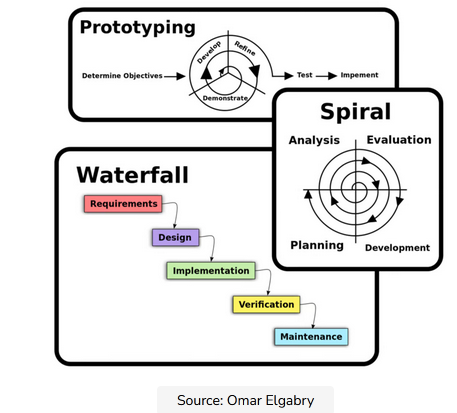 Prototyping
Develop
Refine
Demonstrate
Determine Objectives
Test
Impement
Spiral
Analysis
Evaluation
Planning
Development
Waterfall
Requirements
Design
Implementation
Verification
Maintenance
Source: Omar Elgabry